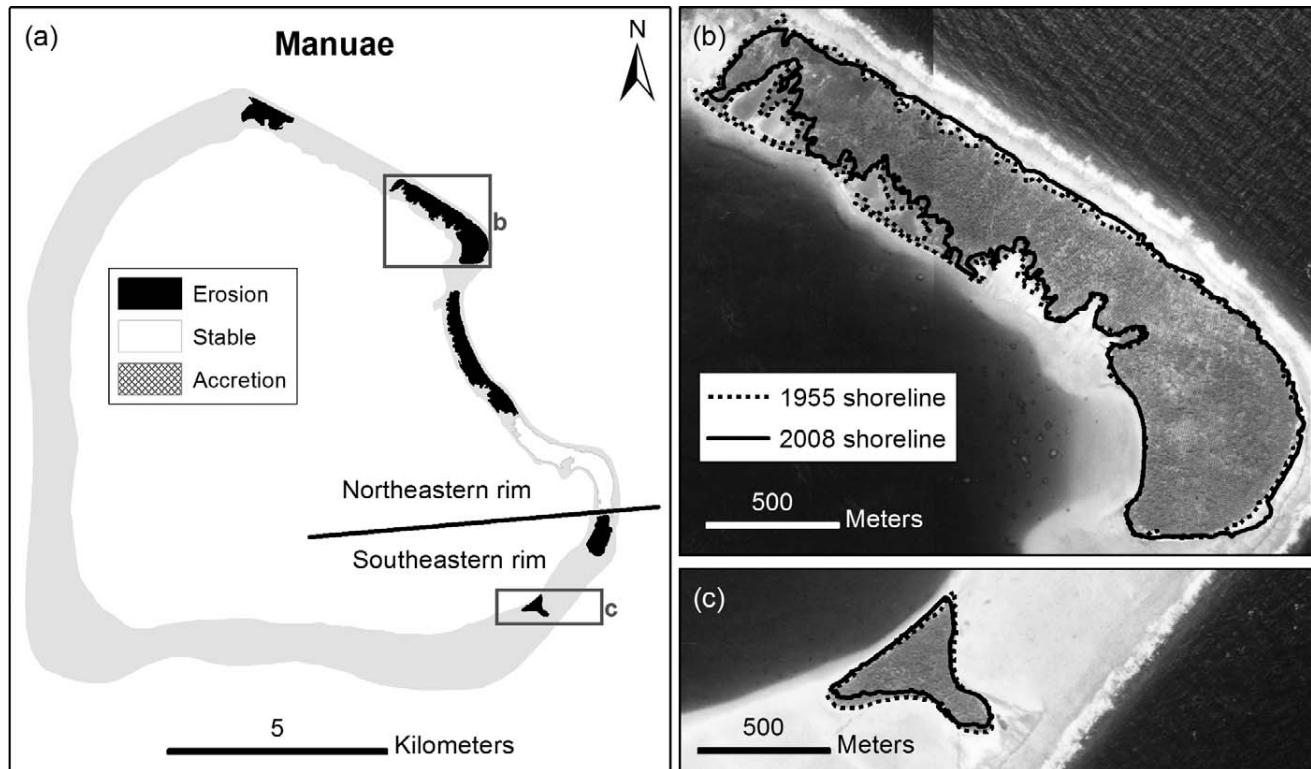 (a)
Manuae
N
b
Erosion
Stable
Accretion
Northeastern rim
Southeastern rim
c
5
Kilometers
(b)
1955 shoreline
2008 shoreline
500
Meters
(c)
500
Meters